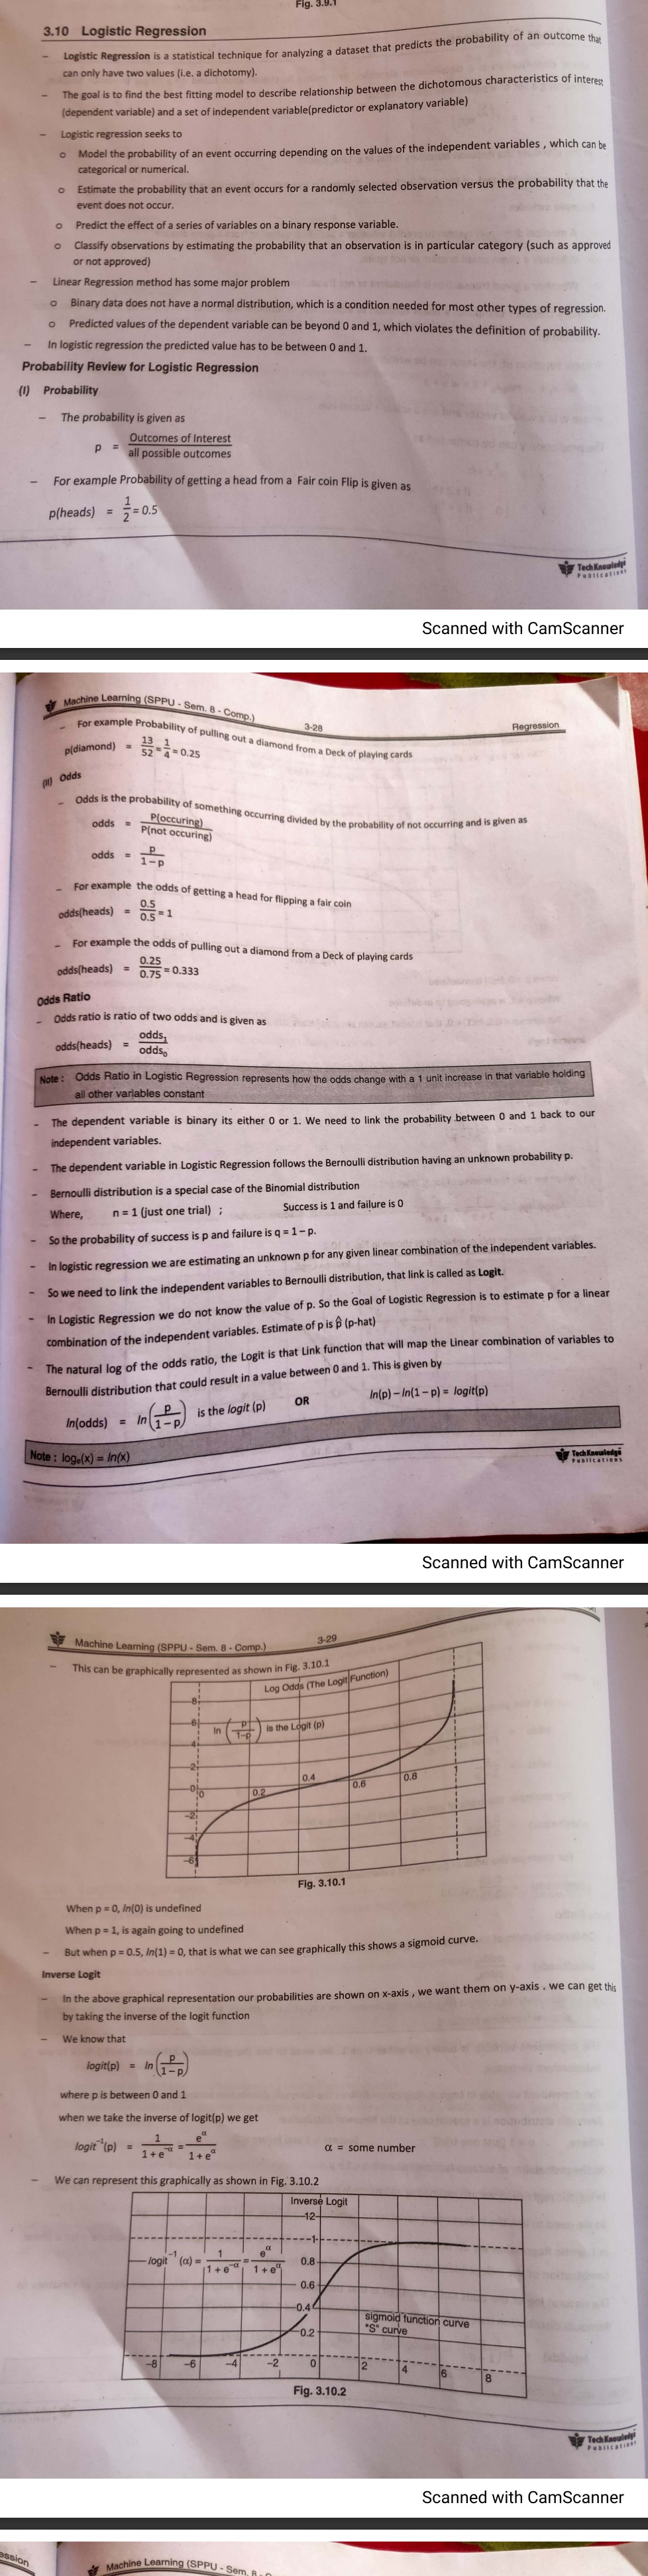 Fig. 3.9.1
3.10 Logistic Regression
– Logistic Regression is a statistical technique for analyzing a dataset that predicts the probability of an outcome that
can only have two values (i.e. a dichotomy).
– The goal is to find the best fitting model to describe relationship between the dichotomous characteristics of interest
(dependent variable) and a set of independent variable(predictor or explanatory variable)
– Logistic regression seeks to
o Model the probability of an event occurring depending on the values of the independent variables , which can be
categorical or numerical.
o Estimate the probability that an event occurs for a randomly selected observation versus the probability that the
event does not occur.
o Predict the effect of a series of variables on a binary response variable.
o Classify observations by estimating the probability that an observation is in particular category (such as approved
or not approved)
– Linear Regression method has some major problem
o Binary data does not have a normal distribution, which is a condition needed for most other types of regression.
o Predicted values of the dependent variable can be beyond 0 and 1, which violates the definition of probability.
– In logistic regression the predicted value has to be between 0 and 1.
Probability Review for Logistic Regression
(I) Probability
– The probability is given as
p = Outcomes of Interest / all possible outcomes
– For example Probability of getting a head from a Fair coin Flip is given as
p(heads) = 1/2 = 0.5
TechKnowledge
Publications
Scanned with CamScanner
Machine Learning (SPPU - Sem. 8 - Comp.) 3-28 Regression
– For example Probability of pulling out a diamond from a Deck of playing cards
p(diamond) = 13/52 = 1/4 = 0.25
(II) Odds
– Odds is the probability of something occurring divided by the probability of not occurring and is given as
odds = P(occuring) / P(not occuring)
odds = p / 1–p
– For example the odds of getting a head for flipping a fair coin
odds(heads) = 0.5/0.5 = 1
– For example the odds of pulling out a diamond from a Deck of playing cards
odds(heads) = 0.25/0.75 = 0.333
Odds Ratio
– Odds ratio is ratio of two odds and is given as
odds(heads) = odds₁ / odds₀
Note : Odds Ratio in Logistic Regression represents how the odds change with a 1 unit increase in that variable holding
all other variables constant
– The dependent variable is binary its either 0 or 1. We need to link the probability between 0 and 1 back to our
independent variables.
– The dependent variable in Logistic Regression follows the Bernoulli distribution having an unknown probability p.
– Bernoulli distribution is a special case of the Binomial distribution
Where, n = 1 (just one trial) ; Success is 1 and failure is 0
– So the probability of success is p and failure is q = 1 – p.
– In logistic regression we are estimating an unknown p for any given linear combination of the independent variables.
– So we need to link the independent variables to Bernoulli distribution, that link is called as Logit.
– In Logistic Regression we do not know the value of p. So the Goal of Logistic Regression is to estimate p for a linear
combination of the independent variables. Estimate of p is p̂ (p-hat)
– The natural log of the odds ratio, the Logit is that Link function that will map the Linear combination of variables to
Bernoulli distribution that could result in a value between 0 and 1. This is given by
ln(odds) = ln(p / 1–p) is the logit (p) OR ln(p) – ln(1 – p) = logit(p)
Note : logₑ(x) = ln(x)
TechKnowledge
Publications
Scanned with CamScanner
Machine Learning (SPPU - Sem. 8 - Comp.) 3-29
– This can be graphically represented as shown in Fig. 3.10.1
Log Odds (The Logit Function)
ln (p / 1–p) is the Logit (p)
8
6
4
2
0
–2
–4
–6
0 0.2 0.4 0.6 0.8 1
Fig. 3.10.1
When p = 0, ln(0) is undefined
When p = 1, is again going to undefined
– But when p = 0.5, ln(1) = 0, that is what we can see graphically this shows a sigmoid curve.
Inverse Logit
– In the above graphical representation our probabilities are shown on x-axis , we want them on y-axis . we can get this
by taking the inverse of the logit function
– We know that
logit(p) = ln(p / 1–p)
where p is between 0 and 1
when we take the inverse of logit(p) we get
logit⁻¹(p) = 1 / 1+e^–α = e^α / 1+e^α α = some number
– We can represent this graphically as shown in Fig. 3.10.2
Inverse Logit
12
1
logit⁻¹ (α) = 1 / 1+e^–α = e^α / 1+e^α
0.8
0.6
0.4
sigmoid function curve
"S" curve
0.2
–8 –6 –4 –2 0 2 4 6 8
Fig. 3.10.2
TechKnowledge
Publications
Scanned with CamScanner
ession
Machine Learning (SPPU - Sem. 8 -